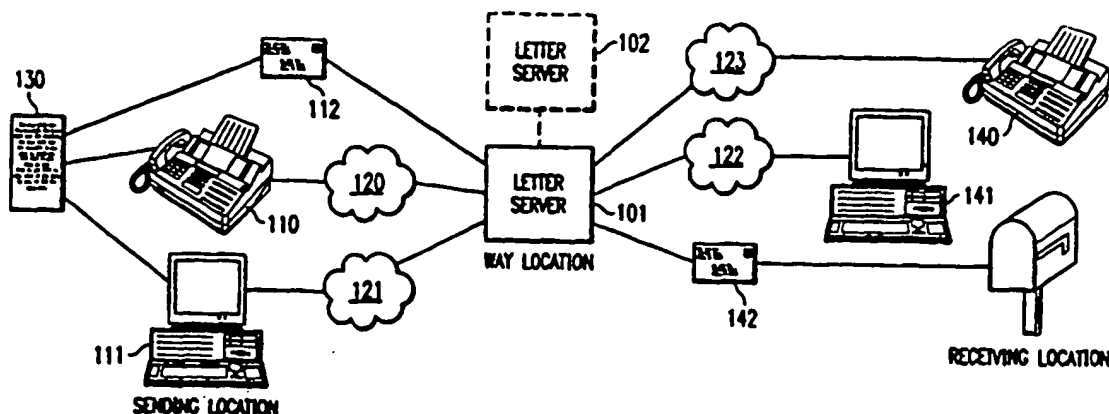 130
112
110
120
121
111
SENDING LOCATION
LETTER
SERVER
102
LETTER
SERVER
101
WAY LOCATION
123
122
140
141
142
RECEIVING LOCATION